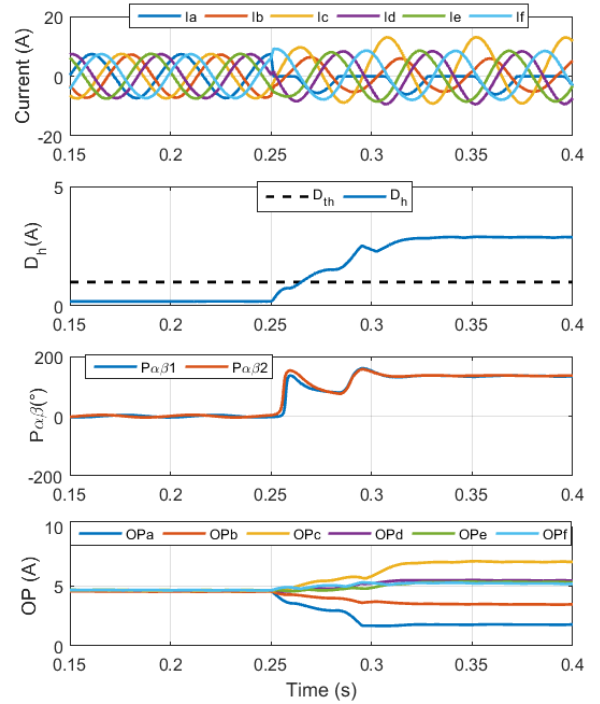 Ia Ib Ic Id Ie If
20
0
-20
Current (A)
0.15 0.2 0.25 0.3 0.35 0.4
D_th D_h
5
0
D_h(A)
0.15 0.2 0.25 0.3 0.35 0.4
Pαβ1 Pαβ2
200
0
-200
Pαβ(°)
0.15 0.2 0.25 0.3 0.35 0.4
OPa OPb OPc OPd OPe OPf
10
5
0
OP (A)
0.15 0.2 0.25 0.3 0.35 0.4
Time (s)